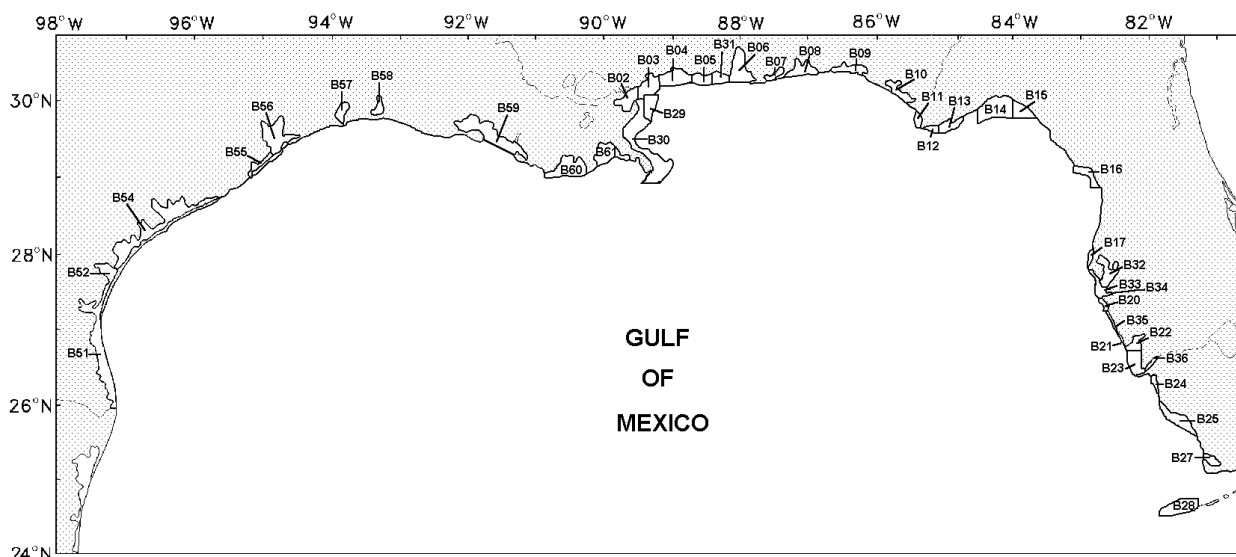 98°W 96°W 94°W 92°W 90°W 88°W 86°W 84°W 82°W
B31
B03 B04 B05 B06
B02 B07 B08 B09
B58
B57 B10
30°N
B56 B59 B29 B11 B13 B14 B15
B30 B12
B55 B61
B60 B16
B54
28°N B17
B52 B32
B33
B34
B20
B35
GULF B21 B22
B51 B23 B36
OF B24
26°N
MEXICO B25
B27
B28
24°N